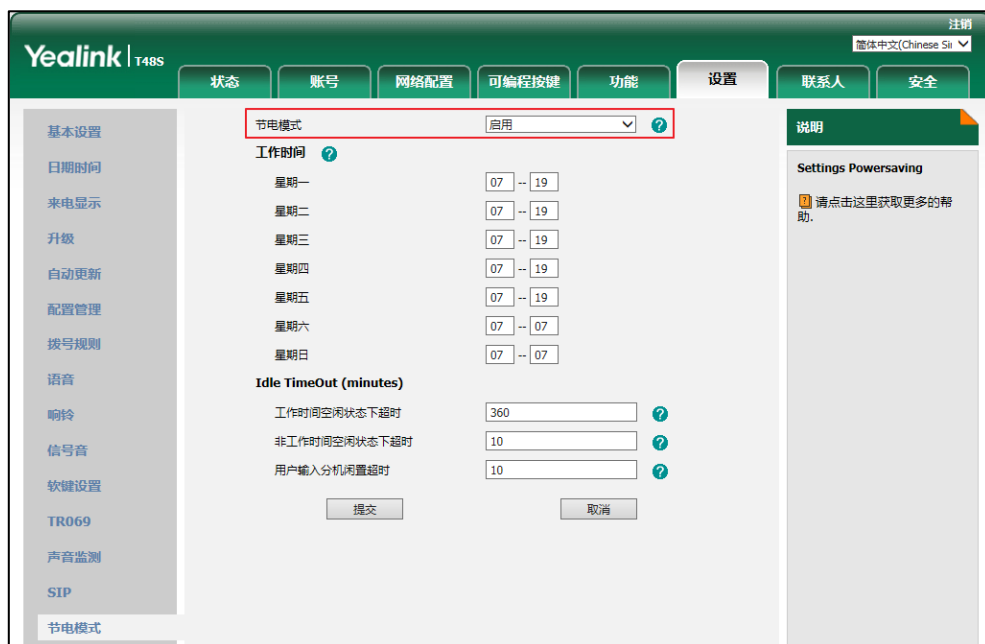 注销
Yealink | T48S
简体中文(Chinese Si
状态 账号 网络配置 可编程按键 功能 设置 联系人 安全
基本设置
日期时间
来电显示
升级
自动更新
配置管理
拨号规则
语音
响铃
信号音
软键设置
TR069
声音监测
SIP
节电模式
节电模式 启用 ?
工作时间 ?
星期一 07 -- 19
星期二 07 -- 19
星期三 07 -- 19
星期四 07 -- 19
星期五 07 -- 19
星期六 07 -- 07
星期日 07 -- 07
Idle TimeOut (minutes)
工作时间空闲状态下超时 360 ?
非工作时间空闲状态下超时 10 ?
用户输入分机闲置超时 10 ?
提交 取消
说明
Settings Powersaving
? 请点击这里获取更多的帮
助.